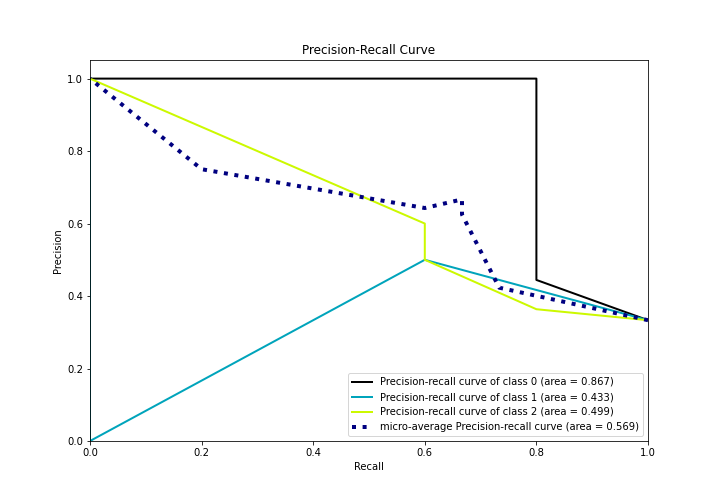 Precision-Recall Curve
Precision
1.0
0.8
0.6
0.4
0.2
0.0
0.0 0.2 0.4 0.6 0.8 1.0
Recall
Precision-recall curve of class 0 (area = 0.867)
Precision-recall curve of class 1 (area = 0.433)
Precision-recall curve of class 2 (area = 0.499)
micro-average Precision-recall curve (area = 0.569)